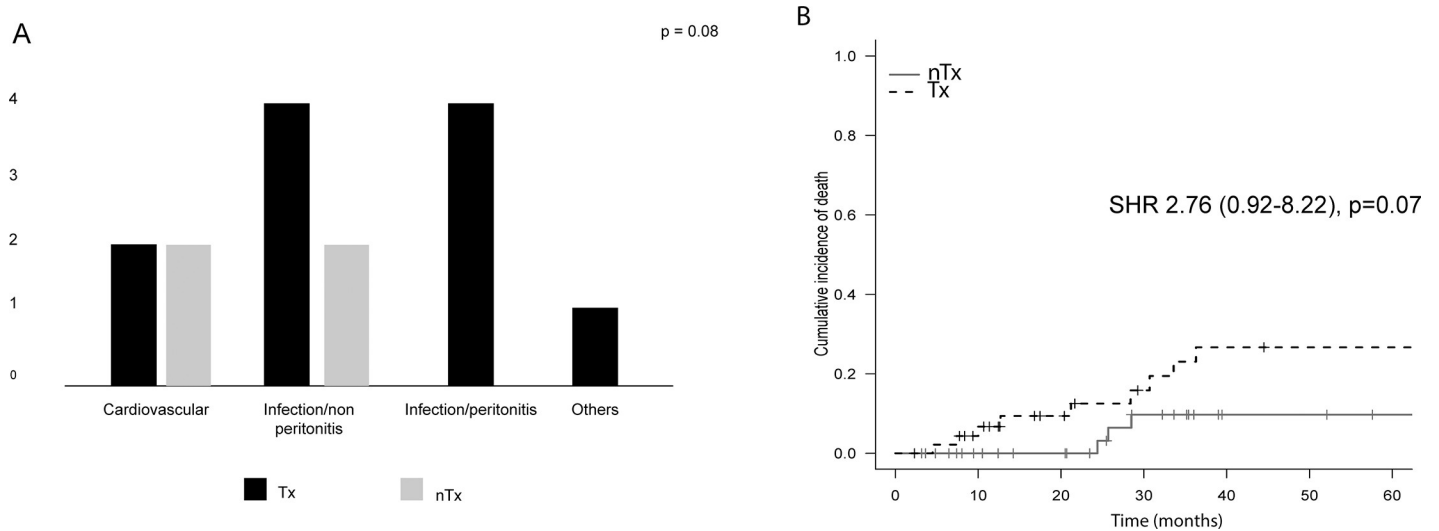 A
p = 0.08
4
3
2
1
0
Cardiovascular
Infection/non
peritonitis
Infection/peritonitis
Others
Tx
nTx
B
nTx
Tx
SHR 2.76 (0.92-8.22), p=0.07
Cumulative incidence of death
1.0
0.8
0.6
0.4
0.2
0.0
0 10 20 30 40 50 60
Time (months)